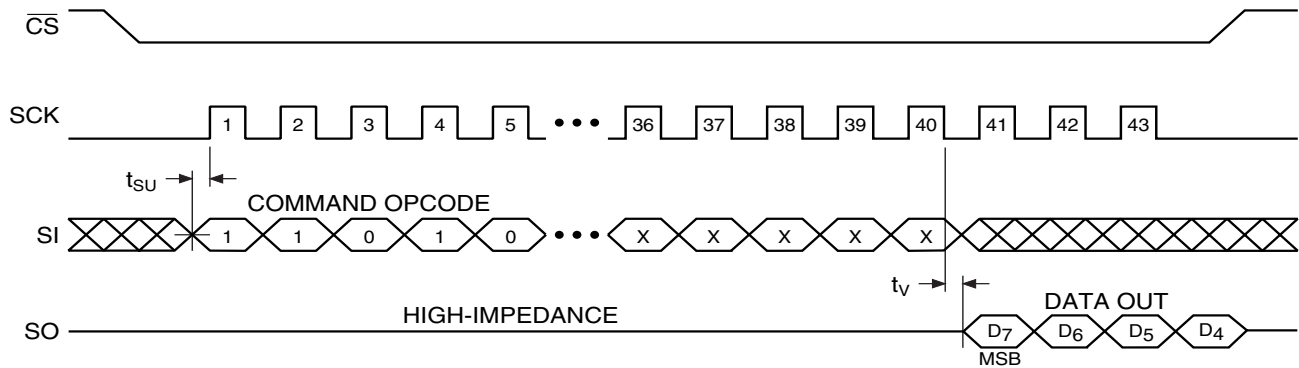 CS
SCK 1 2 3 4 5 ••• 36 37 38 39 40 41 42 43
tSU
COMMAND OPCODE
SI 1 1 0 1 0 ••• X X X X X
tV
DATA OUT
HIGH-IMPEDANCE
SO D7 D6 D5 D4
MSB